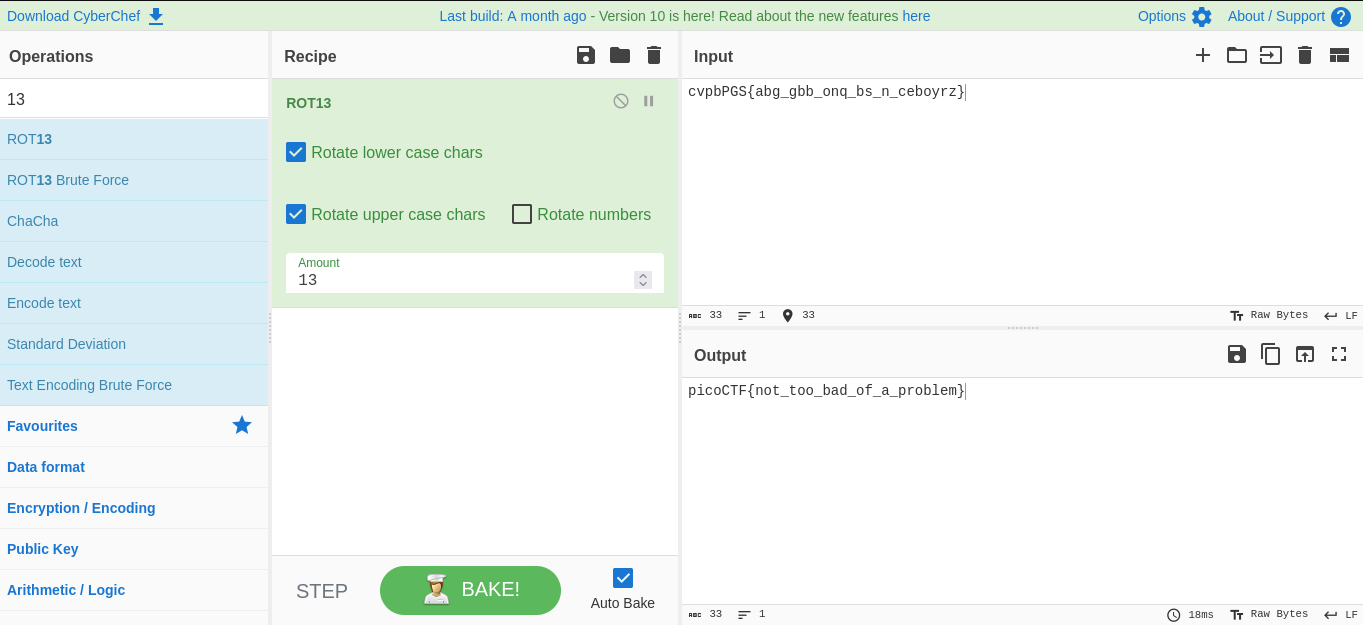 Download CyberChef
Last build: A month ago - Version 10 is here! Read about the new features here
Options
About / Support
Operations
13
ROT13
ROT13 Brute Force
ChaCha
Decode text
Encode text
Standard Deviation
Text Encoding Brute Force
Favourites
Data format
Encryption / Encoding
Public Key
Arithmetic / Logic
Recipe
ROT13
Rotate lower case chars
Rotate upper case chars
Rotate numbers
Amount
13
STEP
BAKE!
Auto Bake
Input
cvpbPGS{abg_gbb_onq_bs_n_ceboyrz}
ABC 33 1 33 Tт Raw Bytes LF
Output
picoCTF{not_too_bad_of_a_problem}
ABC 33 1 18ms Tт Raw Bytes LF